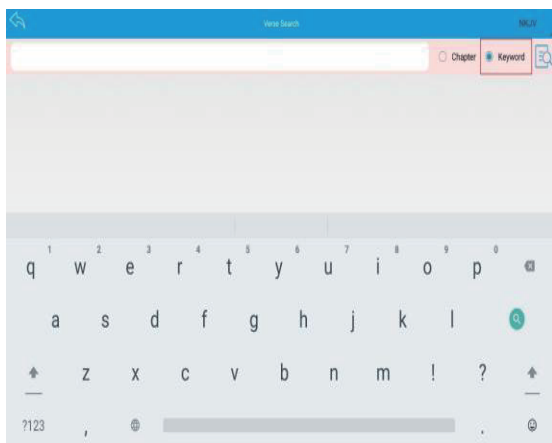 Verse Search NKJV
Chapter Keyword
1 2 3 4 5 6 7 8 9 0
q w e r t y u i o p
a s d f g h j k l
z x c v b n m ! ?
?123 , .